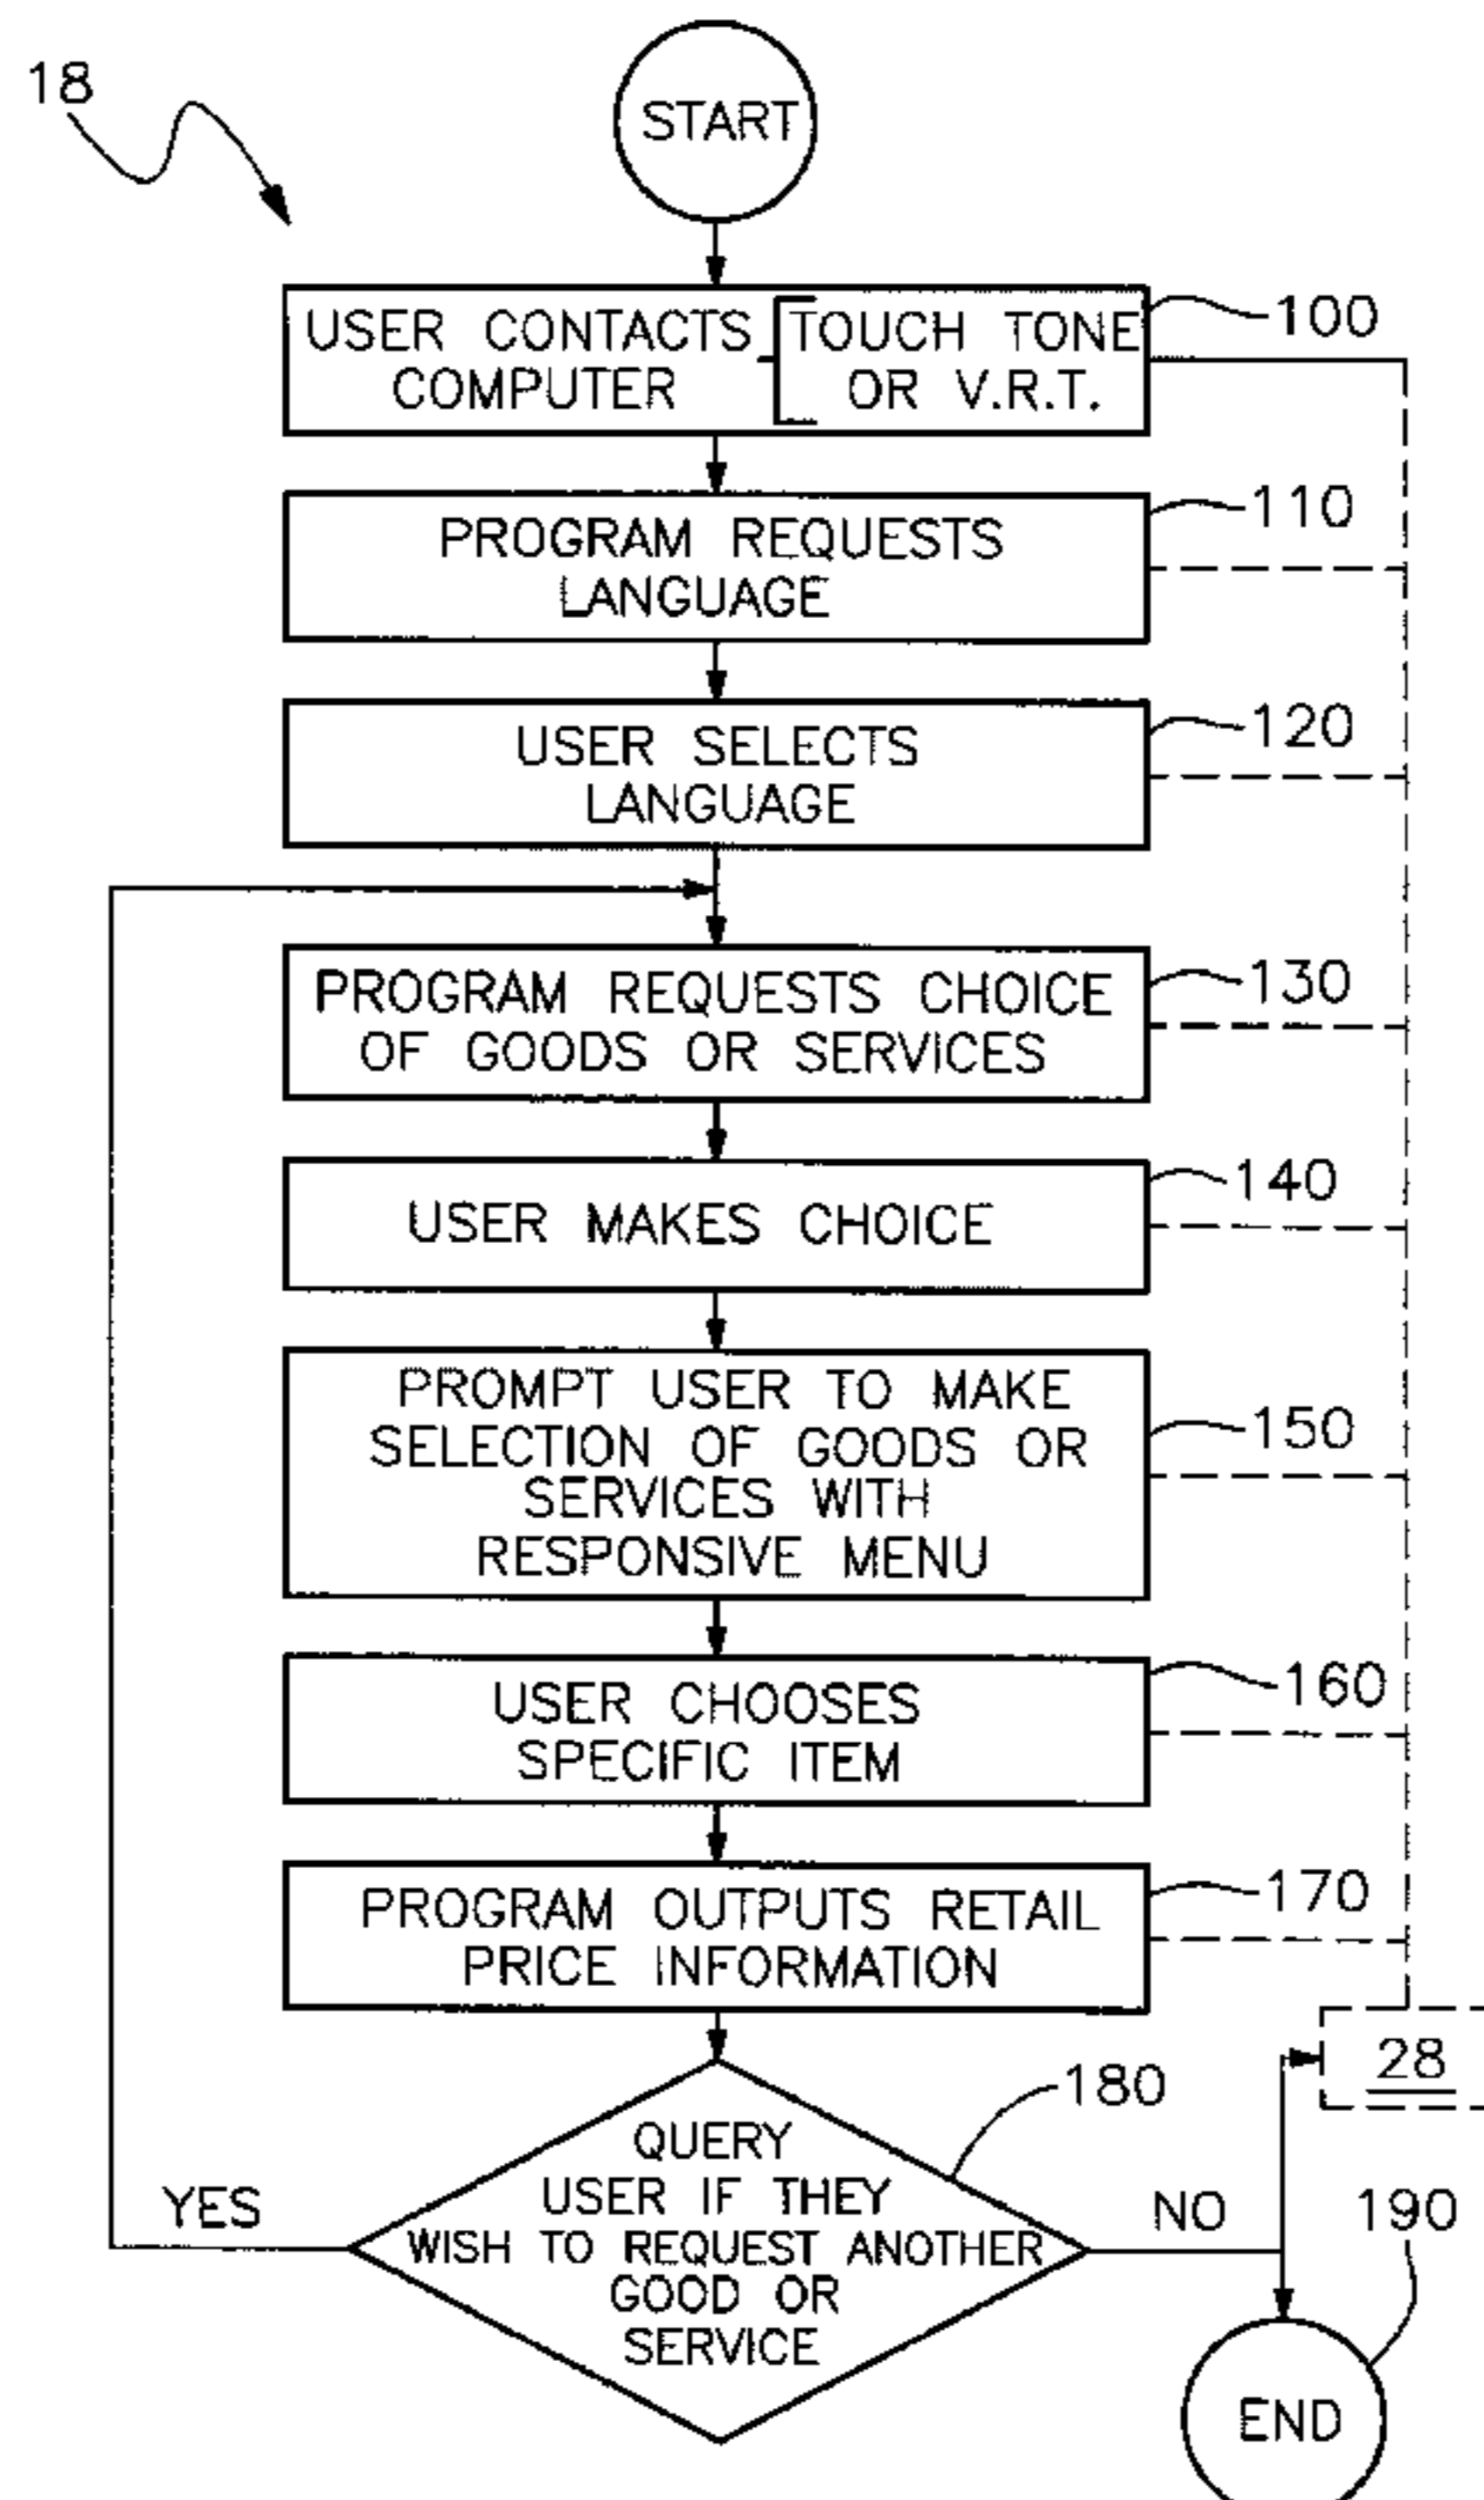 18
START
USER CONTACTS
COMPUTER
TOUCH TONE
OR V.R.T.
100
PROGRAM REQUESTS
LANGUAGE
110
USER SELECTS
LANGUAGE
120
PROGRAM REQUESTS CHOICE
OF GOODS OR SERVICES
130
USER MAKES CHOICE
140
PROMPT USER TO MAKE
SELECTION OF GOODS OR
SERVICES WITH
RESPONSIVE MENU
150
USER CHOOSES
SPECIFIC ITEM
160
PROGRAM OUTPUTS RETAIL
PRICE INFORMATION
170
28
180
QUERY
USER IF THEY
WISH TO REQUEST ANOTHER
GOOD OR
SERVICE
YES
NO
190
END